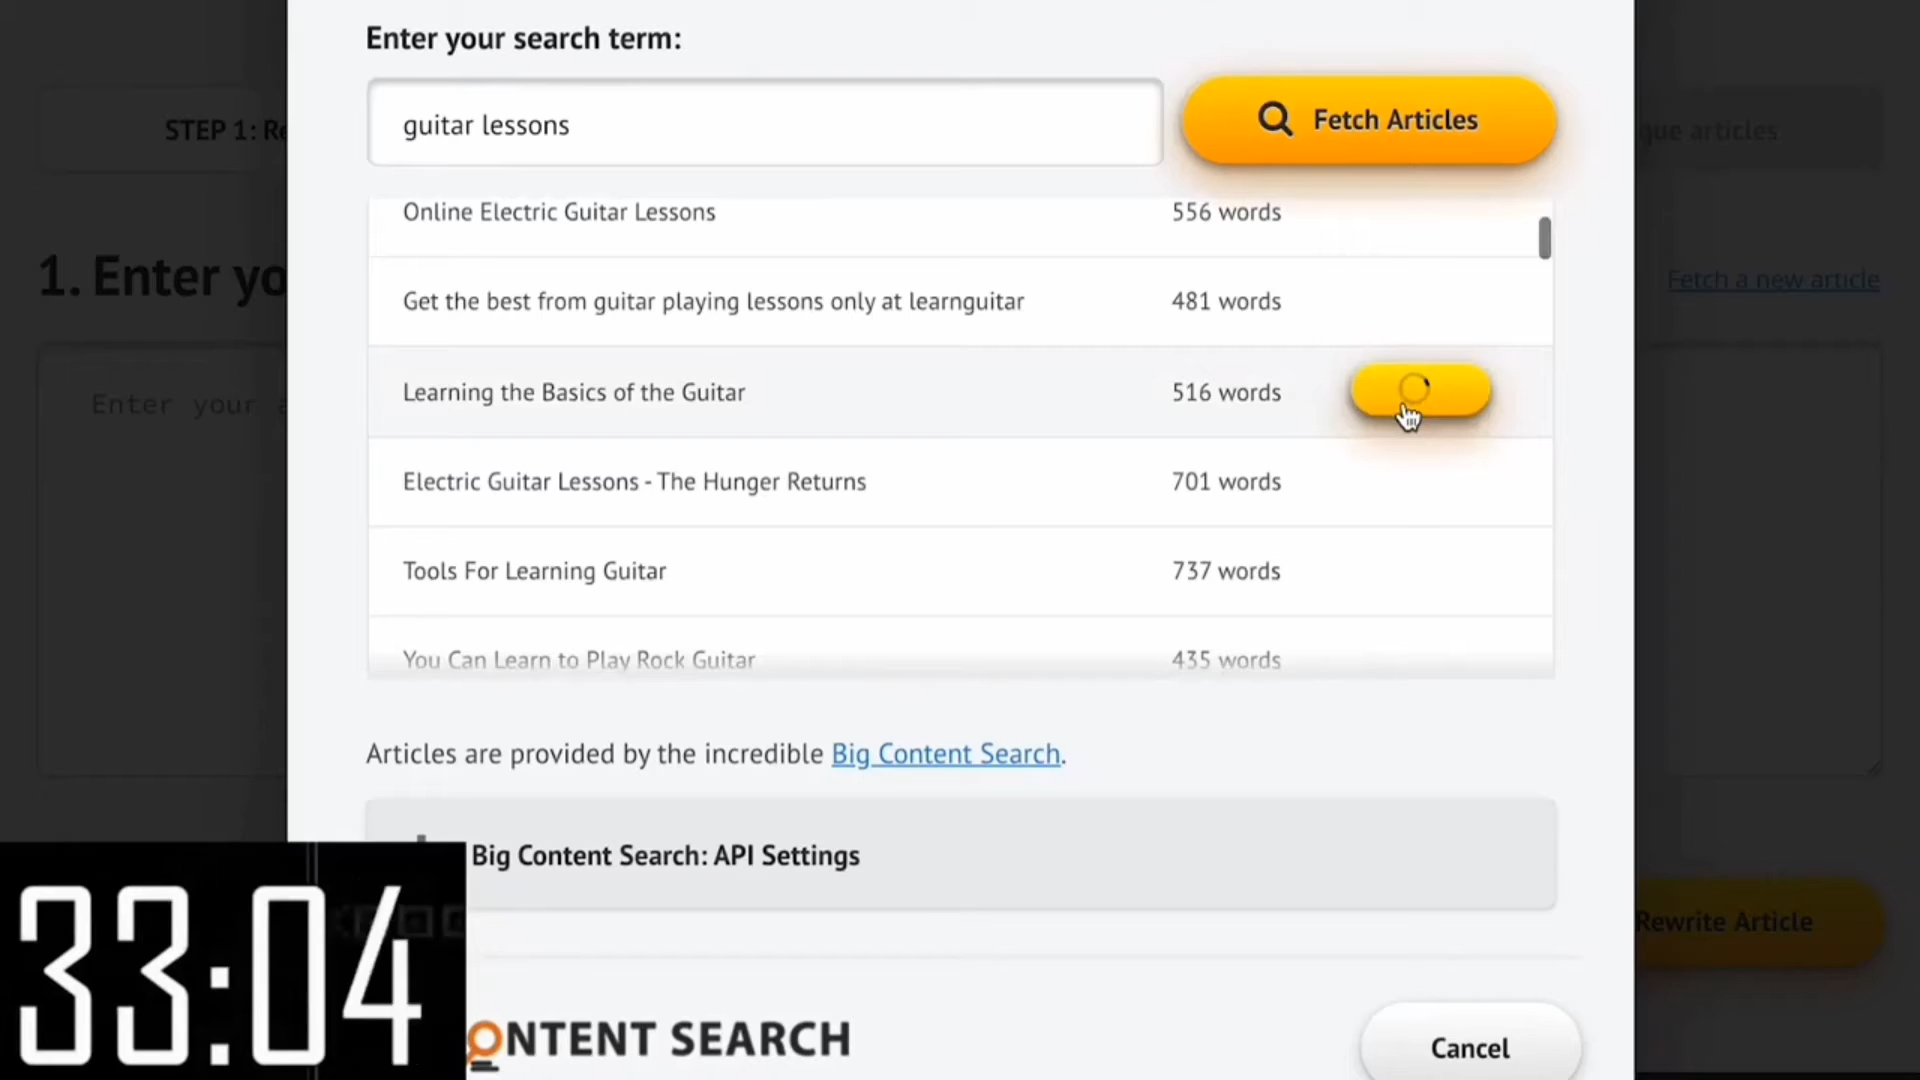 Enter your search term:
guitar lessons
Fetch Articles
STEP 1: Re
que articles
Online Electric Guitar Lessons 556 words
1. Enter yo
Fetch a new article
Get the best from guitar playing lessons only at learnguitar 481 words
Learning the Basics of the Guitar 516 words
Enter your a
Electric Guitar Lessons - The Hunger Returns 701 words
Tools For Learning Guitar 737 words
You Can Learn to Play Rock Guitar 435 words
Articles are provided by the incredible Big Content Search.
Big Content Search: API Settings
Rewrite Article
33:04
ONTENT SEARCH
Cancel